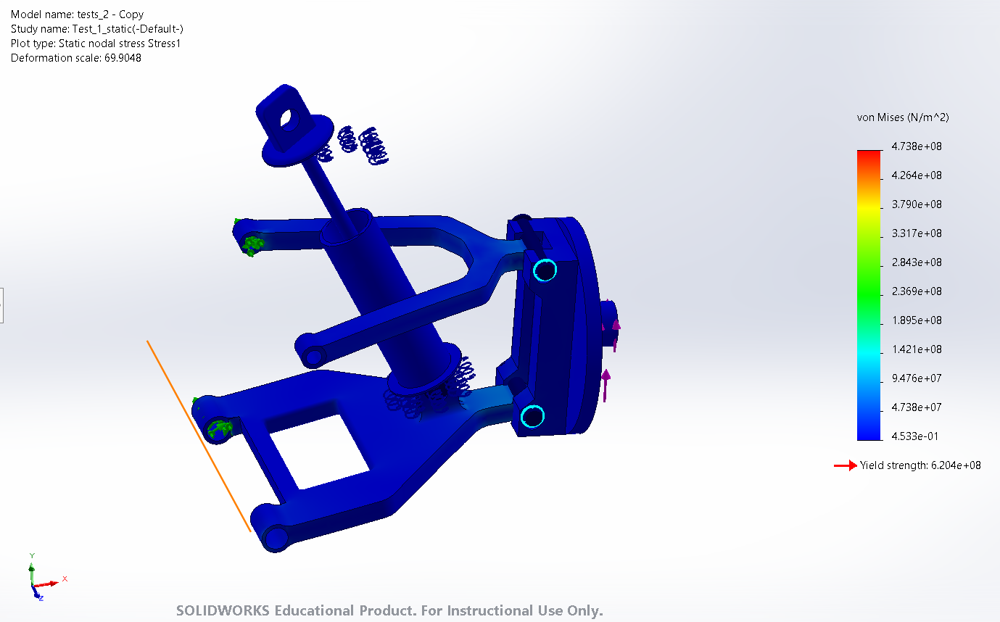 Model name: tests_2 - Copy
Study name: Test_1_static(-Default-)
Plot type: Static nodal stress Stress1
Deformation scale: 69.9048
von Mises (N/m^2)
4.738e+08
4.264e+08
3.790e+08
3.317e+08
2.843e+08
2.369e+08
1.895e+08
1.421e+08
9.476e+07
4.738e+07
4.533e-01
Yield strength: 6.204e+08
Y
X
Z
SOLIDWORKS Educational Product. For Instructional Use Only.